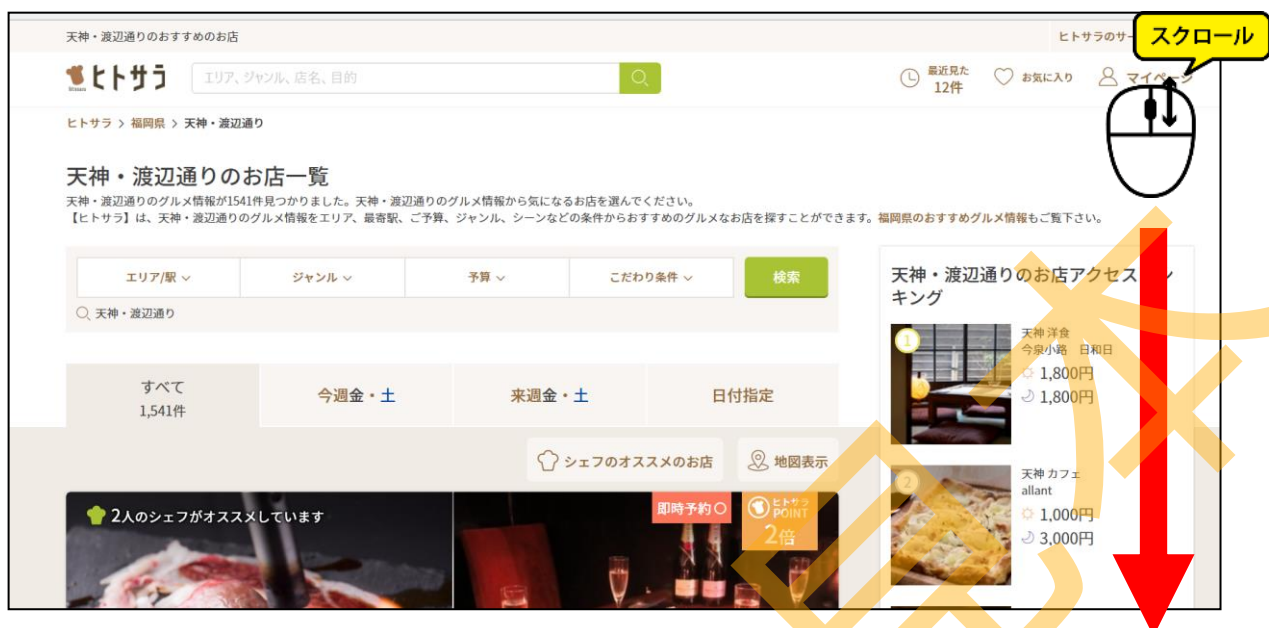 天神・渡辺通りのおすすめのお店
ヒトサラのサー
スクロール
ヒトサラ
エリア、ジャンル、店名、目的
最近見た
12件
お気に入り
マイページ
ヒトサラ > 福岡県 > 天神・渡辺通り
天神・渡辺通りのお店一覧
天神・渡辺通りのグルメ情報が1541件見つかりました。天神・渡辺通りのグルメ情報から気になるお店を選んでください。
【ヒトサラ】は、天神・渡辺通りのグルメ情報をエリア、最寄駅、ご予算、ジャンル、シーンなどの条件からおすすめのグルメなお店を探すことができます。福岡県のおすすめグルメ情報もご覧下さい。
エリア/駅
ジャンル
予算
こだわり条件
検索
天神・渡辺通り
すべて
1,541件
今週金・土
来週金・土
日付指定
シェフのオススメのお店
地図表示
2人のシェフがオススメしています
即時予約○
ヒトサラ
POINT
2倍
天神・渡辺通りのお店アクセス
キング
1
天神 洋食
今泉小路 日和日
1,800円
1,800円
2
天神 カフェ
allant
1,000円
3,000円
見本